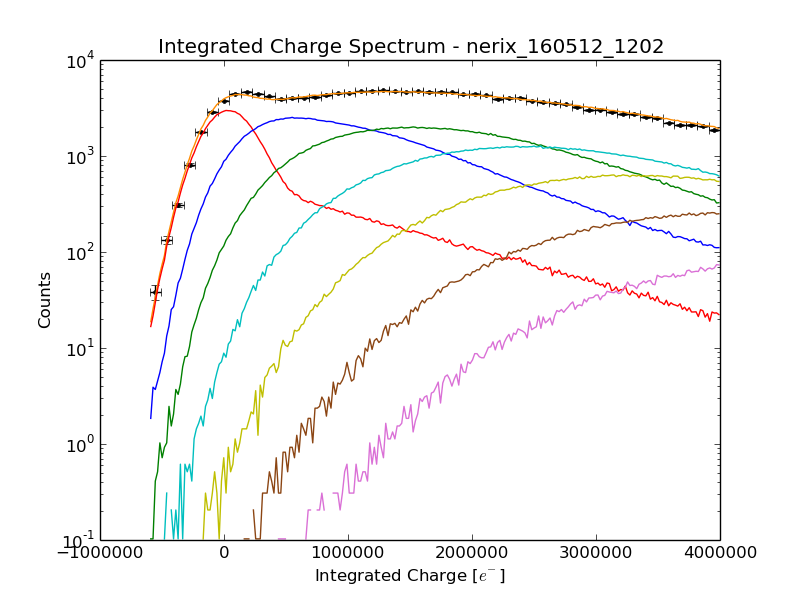 Integrated Charge Spectrum - nerix_160512_1202
10^4
10^3
10^2
10^1
10^0
10^-1
Counts
−1000000 0 1000000 2000000 3000000 4000000
Integrated Charge [e^-]